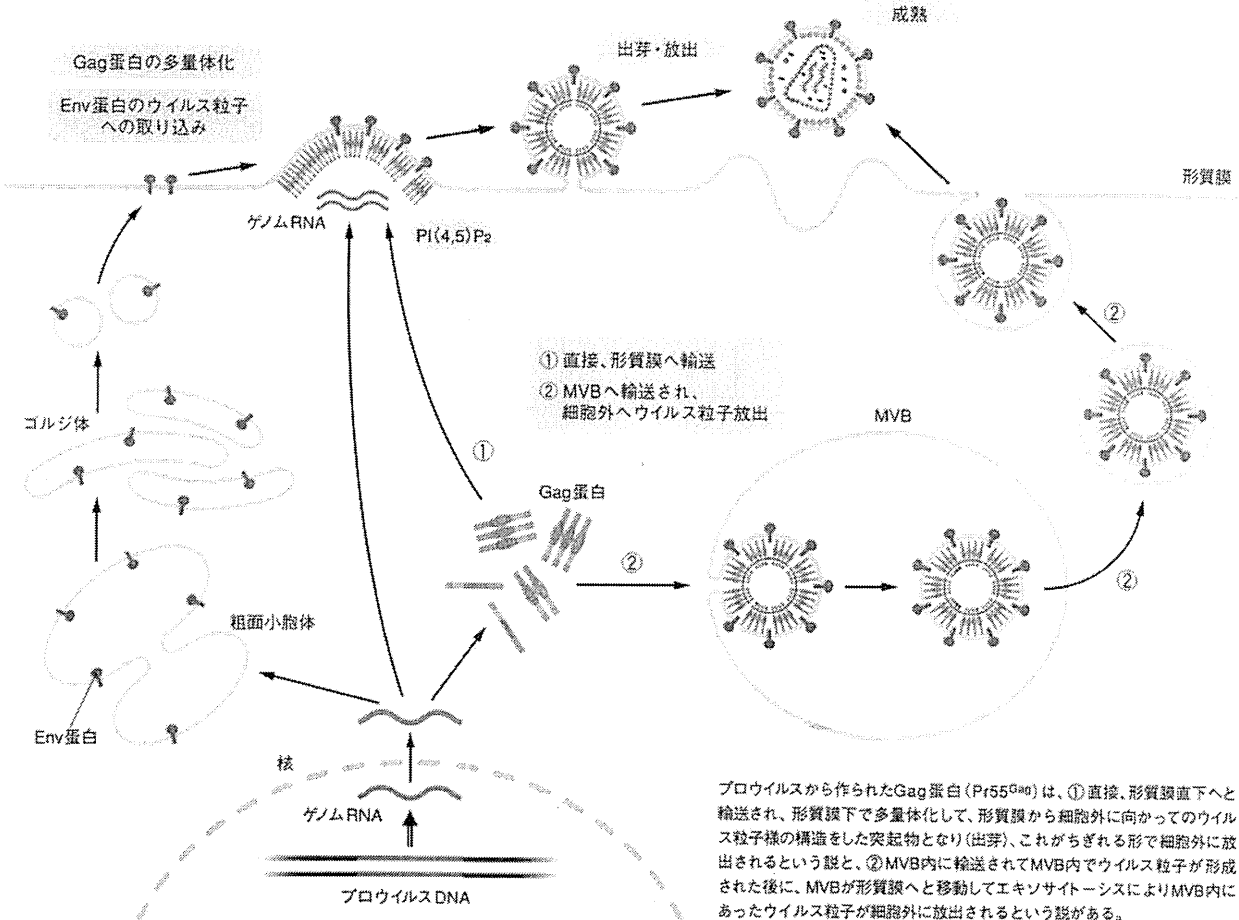 成熟
出芽・放出
Gag蛋白の多量体化
Env蛋白のウイルス粒子
への取り込み
形質膜
ゲノムRNA
PI(4,5)P2
① 直接、形質膜へ輸送
② MVBへ輸送され、
細胞外へウイルス粒子放出
②
ゴルジ体
MVB
①
Gag蛋白
②
②
粗面小胞体
Env蛋白
核
ゲノムRNA
プロウイルスDNA
プロウイルスから作られたGag蛋白(Pr55Gag)は、①直接、形質膜直下へと
輸送され、形質膜下で多量体化して、形質膜から細胞外に向かってのウイル
ス粒子様の構造をした突起物となり(出芽)、これがちぎれる形で細胞外に放
出されるという説と、②MVB内に輸送されてMVB内でウイルス粒子が形成
された後に、MVBが形質膜へと移動してエキソサイトーシスによりMVB内に
あったウイルス粒子が細胞外に放出されるという説がある。